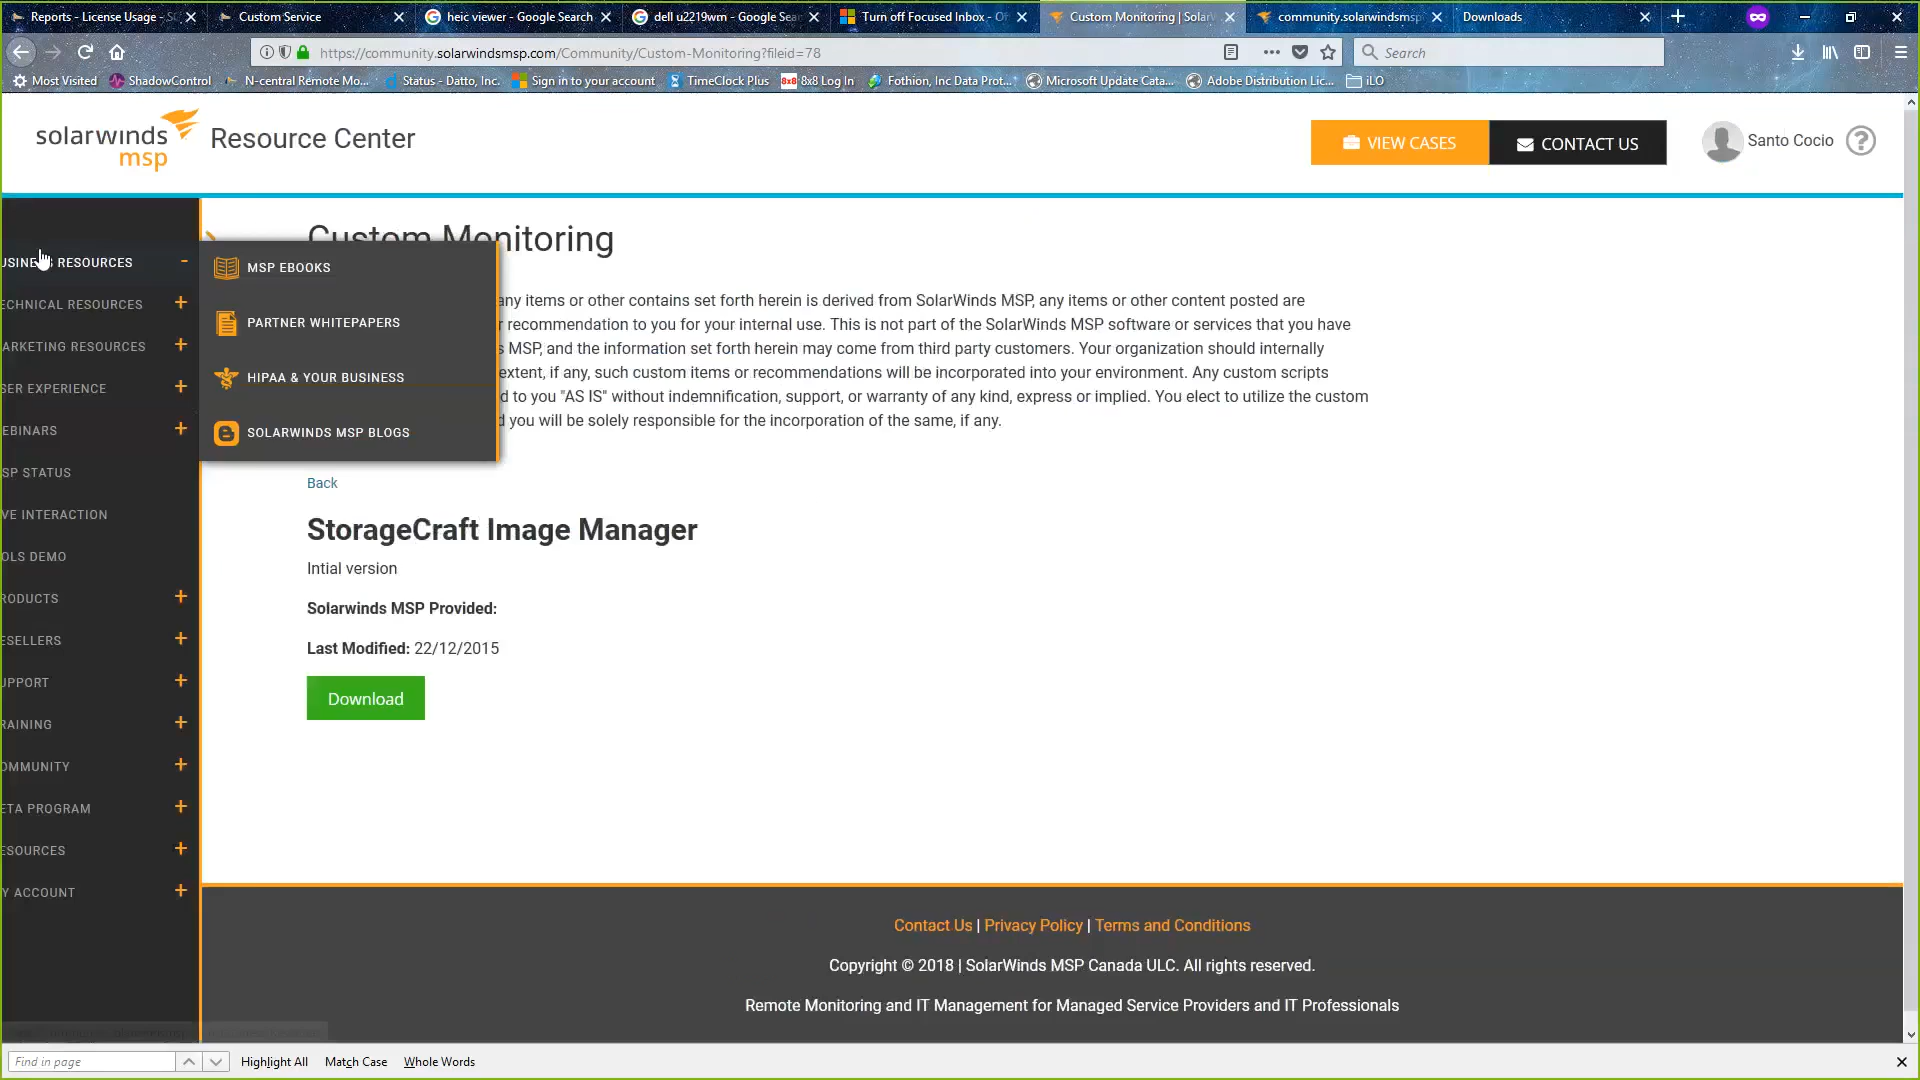 Reports - License Usage - S
Custom Service
heic viewer - Google Search
dell u2219wm - Google Sea
Turn off Focused Inbox - O
Custom Monitoring | Solar
community.solarwindsmsp
Downloads
https://community.solarwindsmsp.com/Community/Custom-Monitoring?fileid=78
Search
Most Visited
ShadowControl
N-central Remote Mo...
Status - Datto, Inc.
Sign in to your account
TimeClock Plus
8x8 8x8 Log In
Fothion, Inc Data Prot...
Microsoft Update Cata...
Adobe Distribution Lic...
iLO
solarwinds
msp
Resource Center
VIEW CASES
CONTACT US
Santo Cocio
?
Custom Monitoring
USINESS RESOURCES
ECHNICAL RESOURCES
ARKETING RESOURCES
SER EXPERIENCE
EBINARS
SP STATUS
VE INTERACTION
OLS DEMO
RODUCTS
ESELLERS
UPPORT
RAINING
OMMUNITY
ETA PROGRAM
ESOURCES
Y ACCOUNT
MSP EBOOKS
PARTNER WHITEPAPERS
HIPAA & YOUR BUSINESS
SOLARWINDS MSP BLOGS
any items or other contains set forth herein is derived from SolarWinds MSP, any items or other content posted are
r recommendation to you for your internal use. This is not part of the SolarWinds MSP software or services that you have
s MSP, and the information set forth herein may come from third party customers. Your organization should internally
extent, if any, such custom items or recommendations will be incorporated into your environment. Any custom scripts
d to you "AS IS" without indemnification, support, or warranty of any kind, express or implied. You elect to utilize the custom
d you will be solely responsible for the incorporation of the same, if any.
Back
StorageCraft Image Manager
Intial version
Solarwinds MSP Provided:
Last Modified: 22/12/2015
Download
Contact Us | Privacy Policy | Terms and Conditions
Copyright © 2018 | SolarWinds MSP Canada ULC. All rights reserved.
Remote Monitoring and IT Management for Managed Service Providers and IT Professionals
Find in page
Highlight All
Match Case
Whole Words